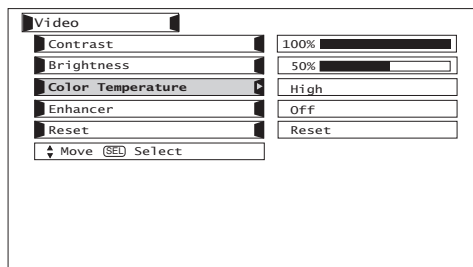 Video
Contrast 100%
Brightness 50%
Color Temperature High
Enhancer Off
Reset Reset
Move SEL Select